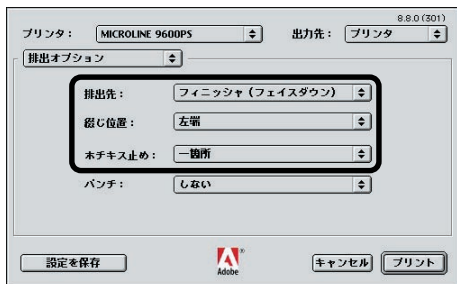 8.8.0 (301)
プリンタ： MICROLINE 9600PS 出力先： プリンタ
排出オプション
排出先： フィニッシャ（フェイスダウン）
綴じ位置： 左端
ホチキス止め： 一箇所
パンチ： しない
設定を保存 Adobe キャンセル プリント